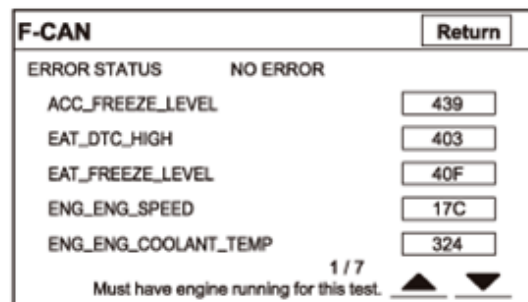 F-CAN Return
ERROR STATUS NO ERROR
ACC_FREEZE_LEVEL 439
EAT_DTC_HIGH 403
EAT_FREEZE_LEVEL 40F
ENG_ENG_SPEED 17C
ENG_ENG_COOLANT_TEMP 324
1 / 7
Must have engine running for this test.